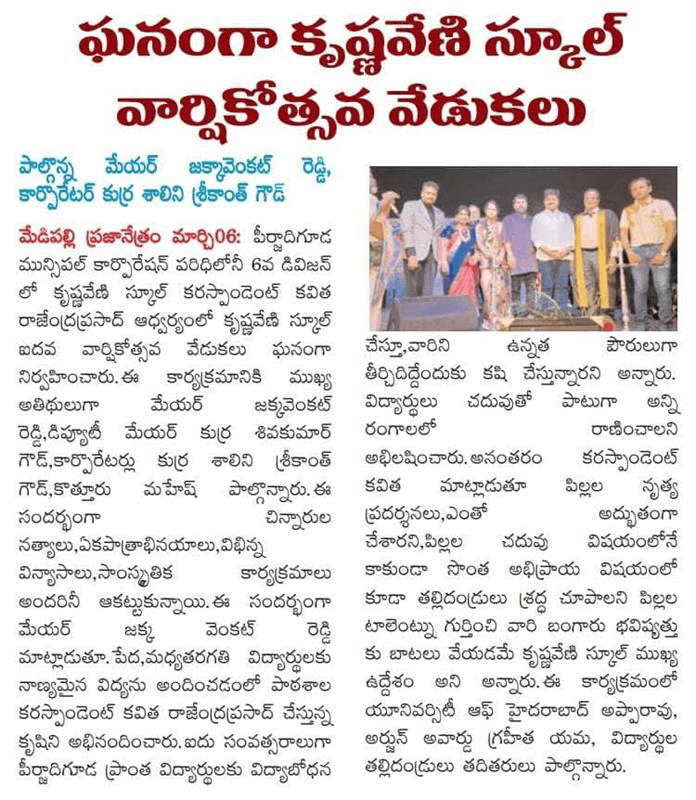 ఘనంగా కృష్ణవేణి స్కూల్
వార్షికోత్సవ వేడుకలు
పాల్గొన్న మేయర్ జక్కావెంకట్ రెడ్డి,
కార్పొరేటర్ కుర్ర శాలిని శ్రీకాంత్ గౌడ్
మేడిపల్లి ప్రజానేత్రం మార్చి06: పీర్జాదిగూడ
మున్సిపల్ కార్పొరేషన్ పరిధిలోనీ 6వ డివిజన్
లో కృష్ణవేణి స్కూల్ కరస్పాండెంట్ కవిత
రాజేంద్రప్రసాద్ ఆధ్వర్యంలో కృష్ణవేణి స్కూల్
ఐదవ వార్షికోత్సవ వేడుకలు ఘనంగా
నిర్వహించారు.ఈ కార్యక్రమానికి ముఖ్య
అతిథులుగా మేయర్ జక్కవెంకట్
రెడ్డి,డిప్యూటీ మేయర్ కుర్ర శివకుమార్
గౌడ్,కార్పొరేటర్లు కుర్ర శాలిని శ్రీకాంత్
గౌడ్,కొత్తూరు మహేష్ పాల్గొన్నారు.ఈ
సందర్భంగా చిన్నారుల
నత్యాలు,ఏకపాత్రాభినయాలు,విభిన్న
విన్యాసాలు,సాంస్కృతిక కార్యక్రమాలు
అందరినీ ఆకట్టుకున్నాయి.ఈ సందర్భంగా
మేయర్ జక్క వెంకట్ రెడ్డి
మాట్లాడుతూ.పేద,మధ్యతరగతి విద్యార్థులకు
నాణ్యమైన విద్యను అందించడంలో పాఠశాల
కరస్పాండెంట్ కవిత రాజేంద్రప్రసాద్ చేస్తున్న
కృషిని అభినందించారు.ఐదు సంవత్సరాలుగా
పీర్జాదిగూడ ప్రాంత విద్యార్థులకు విద్యాబోధన
చేస్తూ,వారిని ఉన్నత పౌరులుగా
తీర్చిదిద్దేందుకు కషి చేస్తున్నారని అన్నారు.
విద్యార్థులు చదువుతో పాటుగా అన్ని
రంగాలలో రాణించాలని
అభిలషించారు.అనంతరం కరస్పాండెంట్
కవిత మాట్లాడుతూ పిల్లల నృత్య
ప్రదర్శనలు,ఎంతో అద్భుతంగా
చేశారని,పిల్లల చదువు విషయంలోనే
కాకుండా సొంత అభిప్రాయ విషయంలో
కూడా తల్లిదండ్రులు శ్రద్ధ చూపాలని పిల్లల
టాలెంట్ను గుర్తించి వారి బంగారు భవిష్యత్తు
కు బాటలు వేయడమే కృష్ణవేణి స్కూల్ ముఖ్య
ఉద్దేశం అని అన్నారు.ఈ కార్యక్రమంలో
యూనివర్సిటీ ఆఫ్ హైదరాబాద్ అప్పారావు,
అర్జున్ అవార్డు గ్రహీత యమ, విద్యార్థుల
తల్లిదండ్రులు తదితరులు పాల్గొన్నారు.